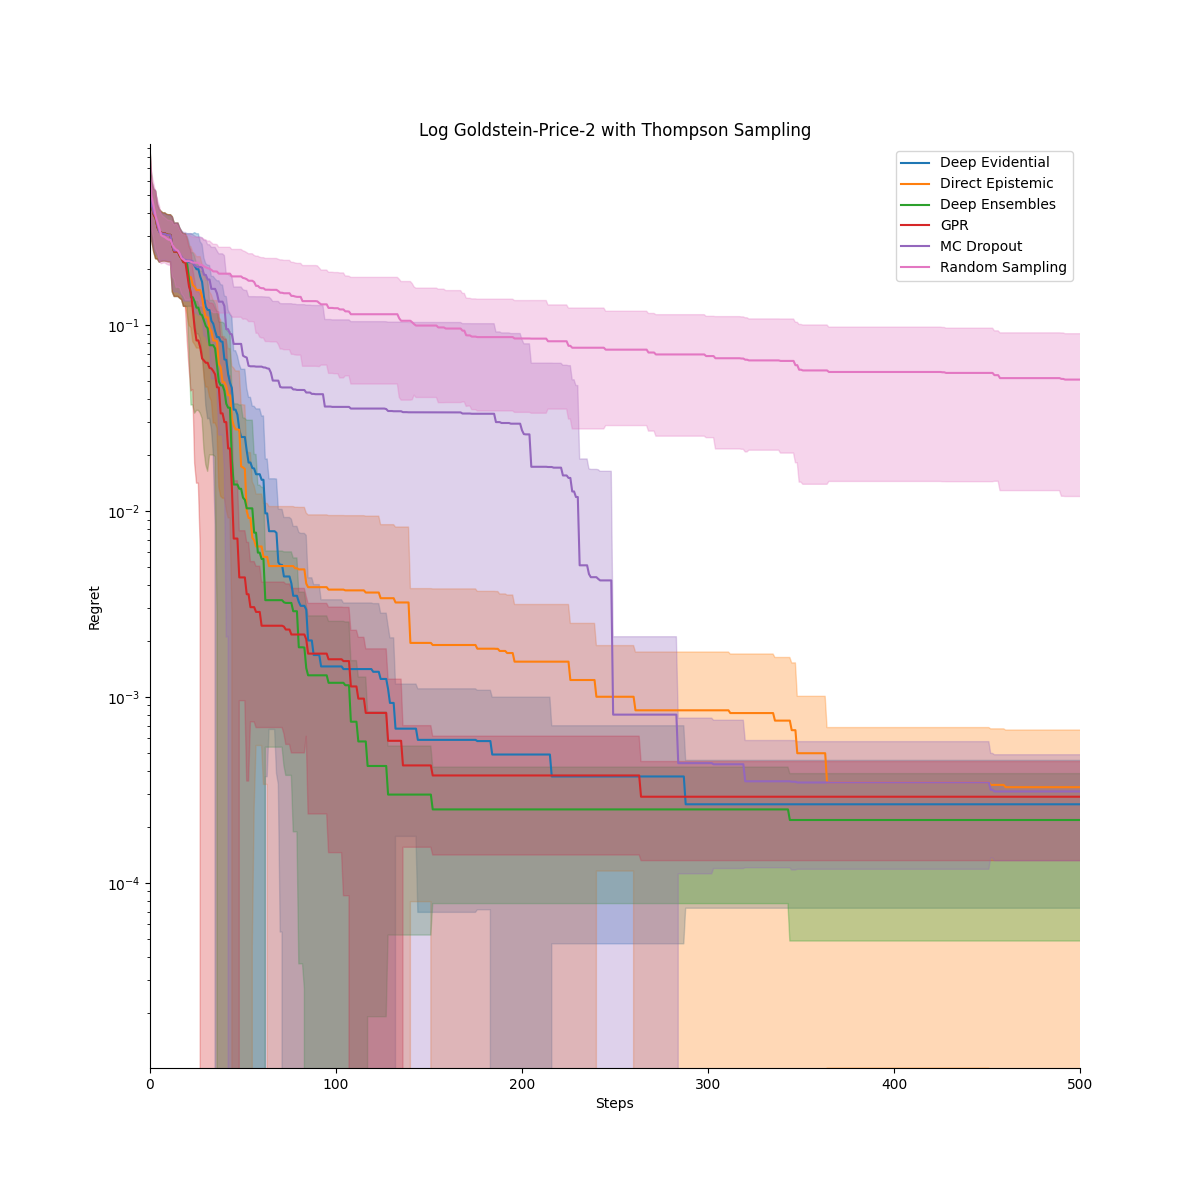 Log Goldstein-Price-2 with Thompson Sampling
Deep Evidential
Direct Epistemic
Deep Ensembles
GPR
MC Dropout
Random Sampling
Regret
10⁻¹
10⁻²
10⁻³
10⁻⁴
0 100 200 300 400 500
Steps